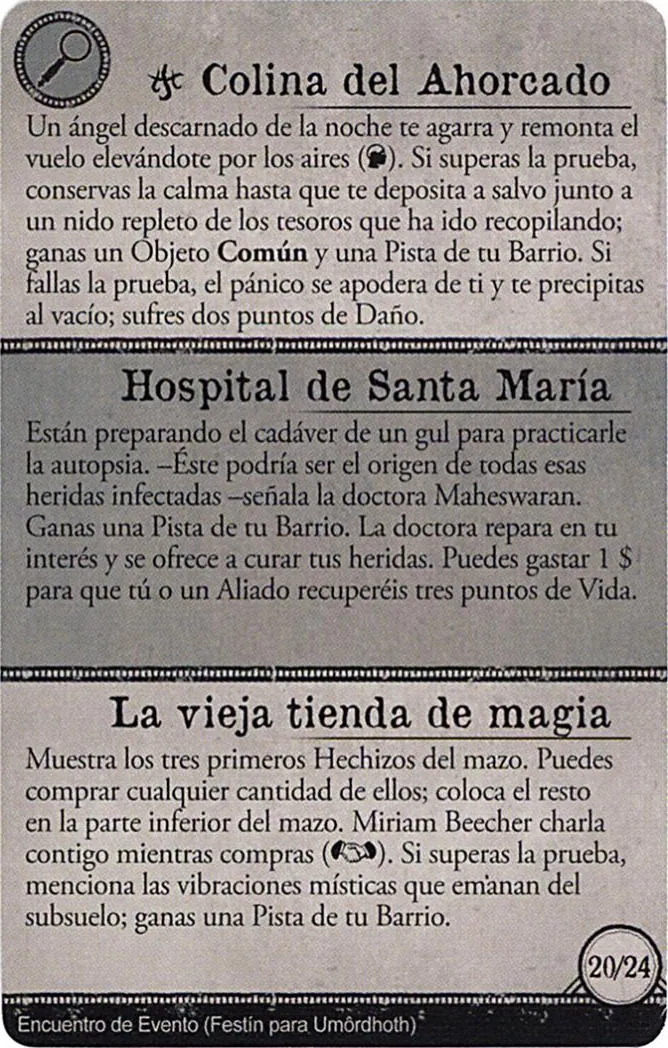 Colina del Ahorcado
Un ángel descarnado de la noche te agarra y remonta el
vuelo elevándote por los aires (). Si superas la prueba,
conservas la calma hasta que te deposita a salvo junto a
un nido repleto de los tesoros que ha ido recopilando;
ganas un Objeto Común y una Pista de tu Barrio. Si
fallas la prueba, el pánico se apodera de ti y te precipitas
al vacío; sufres dos puntos de Daño.
Hospital de Santa María
Están preparando el cadáver de un gul para practicarle
la autopsia. –Éste podría ser el origen de todas esas
heridas infectadas –señala la doctora Maheswaran.
Ganas una Pista de tu Barrio. La doctora repara en tu
interés y se ofrece a curar tus heridas. Puedes gastar 1 $
para que tú o un Aliado recuperéis tres puntos de Vida.
La vieja tienda de magia
Muestra los tres primeros Hechizos del mazo. Puedes
comprar cualquier cantidad de ellos; coloca el resto
en la parte inferior del mazo. Miriam Beecher charla
contigo mientras compras (). Si superas la prueba,
menciona las vibraciones místicas que emanan del
subsuelo; ganas una Pista de tu Barrio.
20/24
Encuentro de Evento (Festín para Umôrdhoth)